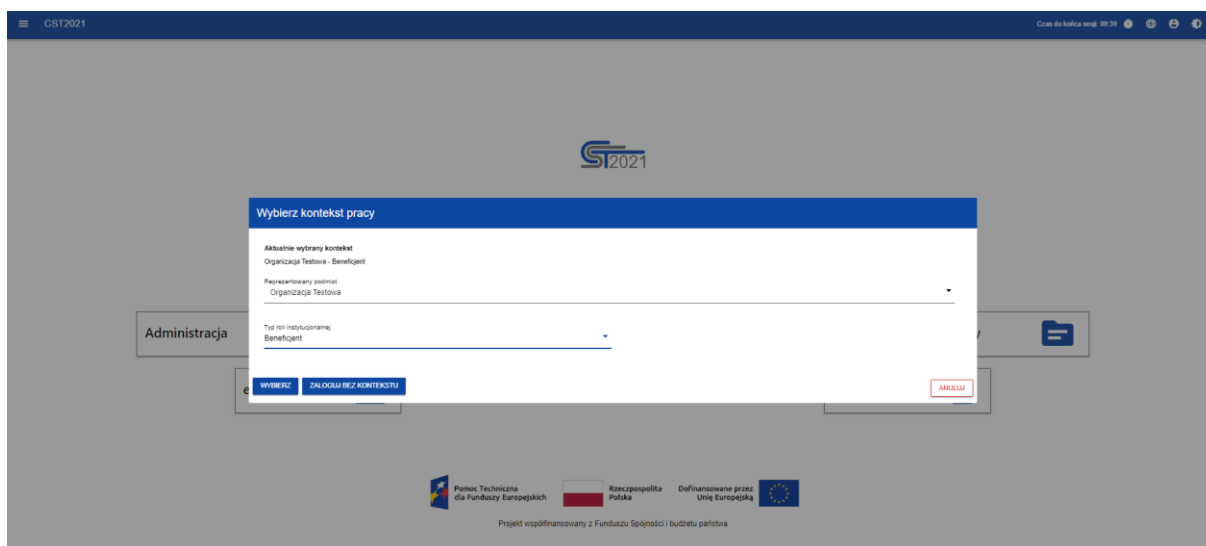 CST2021
Czas do końca sesji: 09:39
CST2021
Wybierz kontekst pracy
Aktualnie wybrany kontekst
Organizacja Testowa - Beneficjent
Reprezentowany podmiot
Organizacja Testowa
Typ roli instytucjonalnej
Beneficjent
Administracja
y
e
WYBIERZ
ZALOGUJ BEZ KONTEKSTU
ANULUJ
Pomoc Techniczna
dla Funduszy Europejskich
Rzeczpospolita
Polska
Dofinansowane przez
Unię Europejską
Projekt współfinansowany z Funduszu Spójności i budżetu państwa